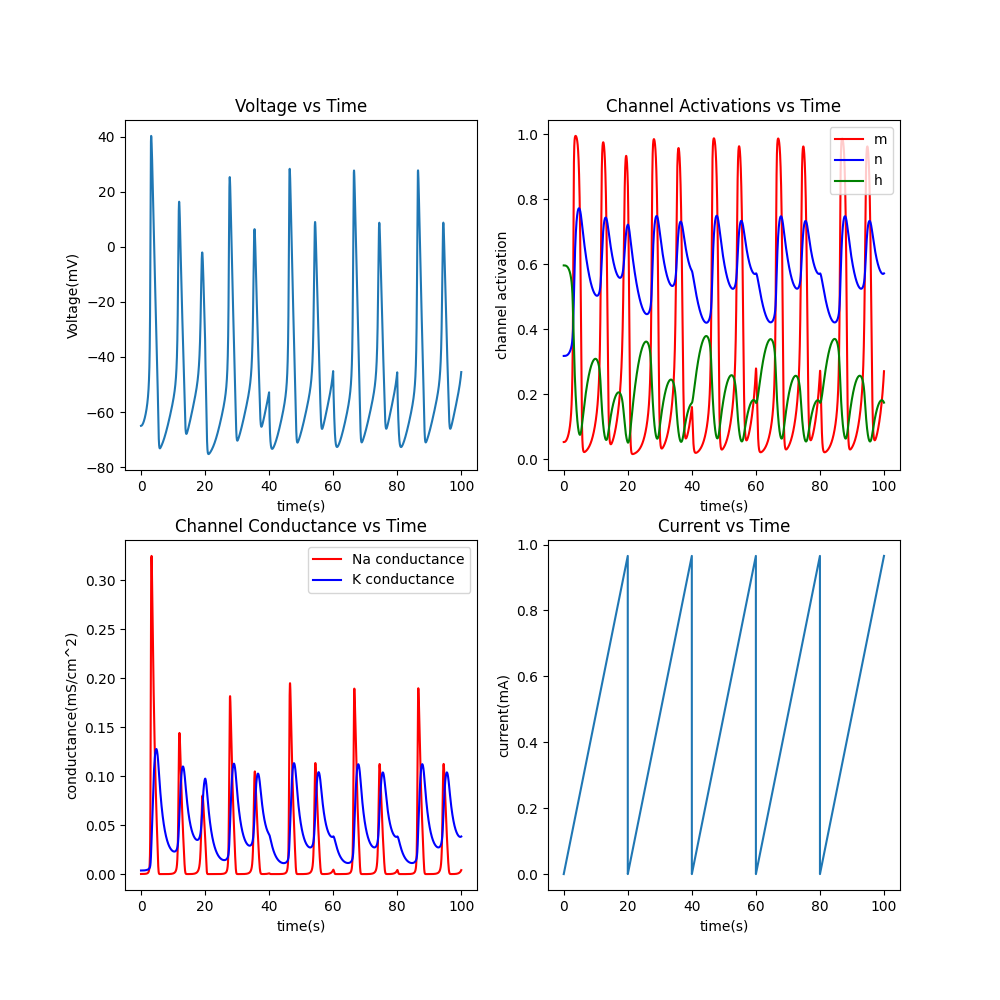 Voltage vs Time
Voltage(mV)
40
20
0
−20
−40
−60
−80
0 20 40 60 80 100
time(s)
Channel Activations vs Time
channel activation
1.0
0.8
0.6
0.4
0.2
0.0
m
n
h
0 20 40 60 80 100
time(s)
Channel Conductance vs Time
conductance(mS/cm^2)
0.30
0.25
0.20
0.15
0.10
0.05
0.00
Na conductance
K conductance
0 20 40 60 80 100
time(s)
Current vs Time
current(mA)
1.0
0.8
0.6
0.4
0.2
0.0
0 20 40 60 80 100
time(s)